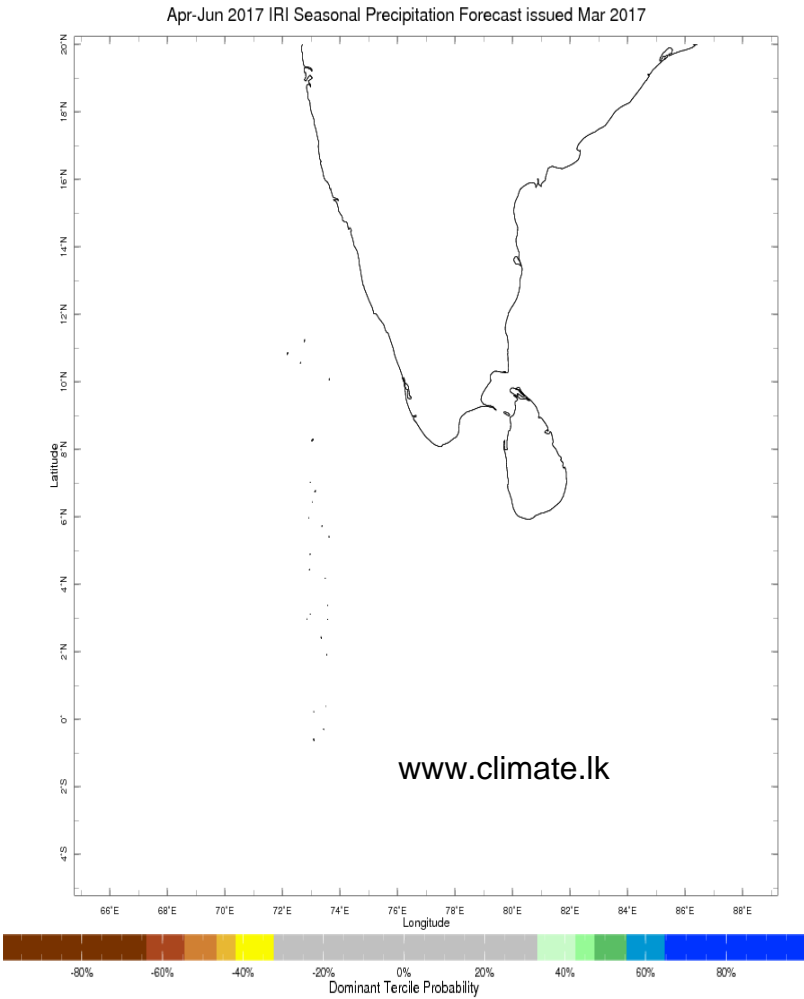 Apr-Jun 2017 IRI Seasonal Precipitation Forecast issued Mar 2017
20°N
18°N
16°N
14°N
12°N
10°N
8°N
6°N
4°N
2°N
0°
2°S
4°S
Latitude
www.climate.lk
66°E 68°E 70°E 72°E 74°E 76°E 78°E 80°E 82°E 84°E 86°E 88°E
Longitude
-80% -60% -40% -20% 0% 20% 40% 60% 80%
Dominant Tercile Probability